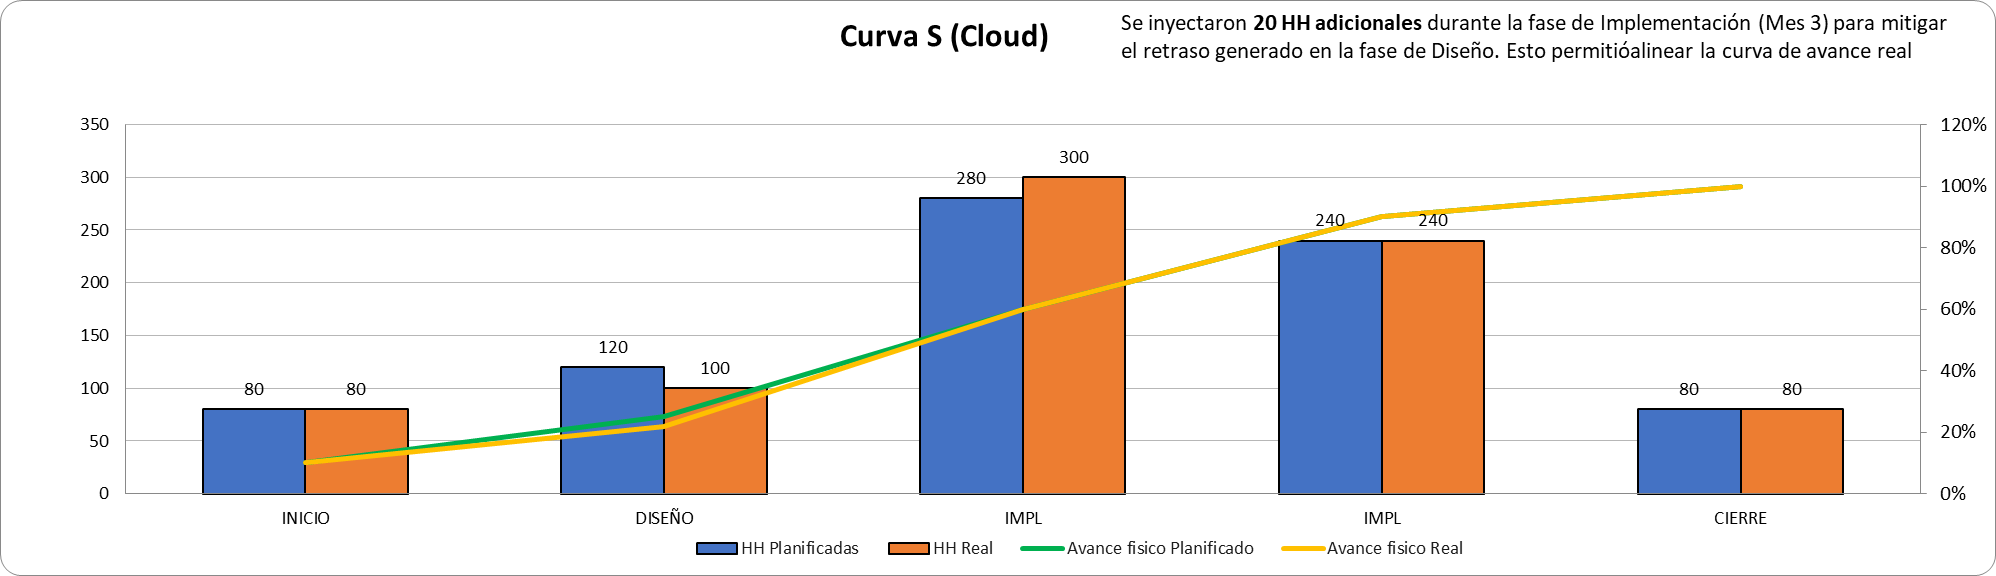 Curva S (Cloud)
Se inyectaron 20 HH adicionales durante la fase de Implementación (Mes 3) para mitigar
el retraso generado en la fase de Diseño. Esto permitióalinear la curva de avance real
350
300
250
200
150
100
50
0
120%
100%
80%
60%
40%
20%
0%
80
80
120
100
280
300
240
240
80
80
INICIO
DISEÑO
IMPL
IMPL
CIERRE
HH Planificadas
HH Real
Avance fisico Planificado
Avance fisico Real